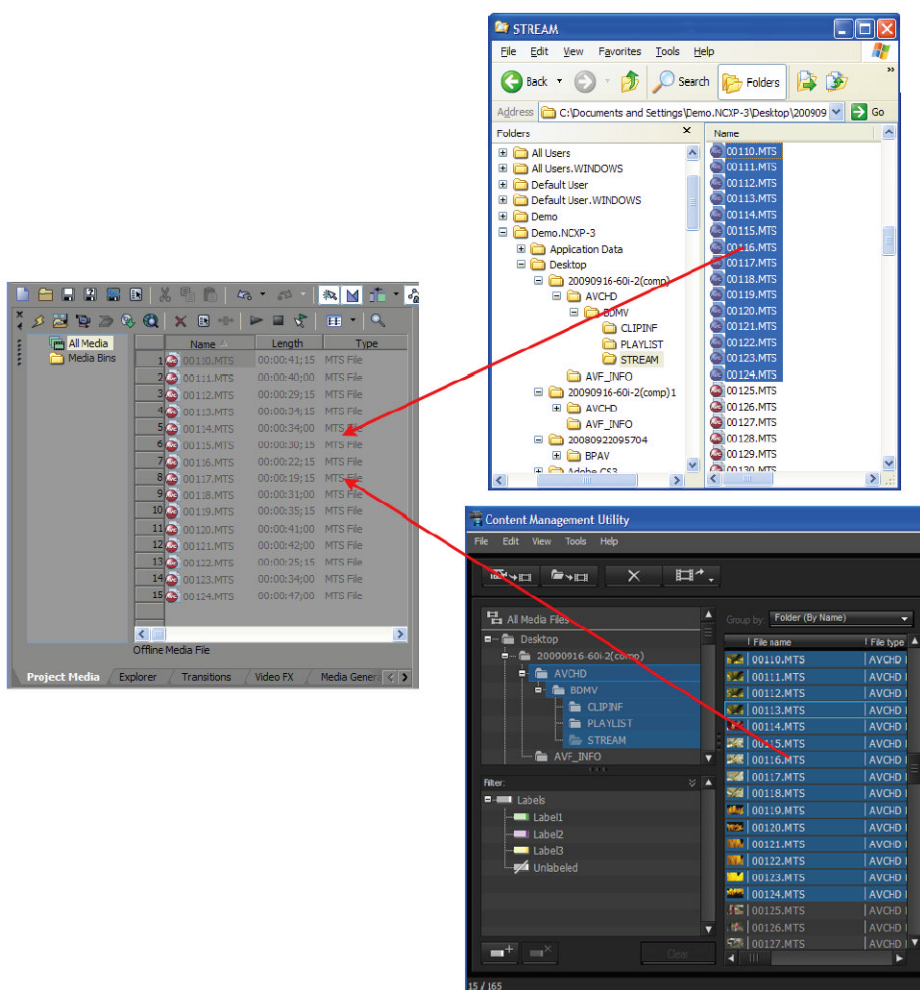 STREAM
File Edit View Favorites Tools Help
Back Search Folders »
Address C:\Documents and Settings\Demo.NCXP-3\Desktop\200909 Go
Folders × Name
All Users
All Users.WINDOWS
Default User
Default User.WINDOWS
Demo
Demo.NCXP-3
Application Data
Desktop
20090916-60i-2(comp)
AVCHD
BDMV
CLIPINF
PLAYLIST
STREAM
AVF_INFO
20090916-60i-2(comp)1
AVCHD
AVF_INFO
20080922095704
BPAV
Adobe CS3
00110.MTS
00111.MTS
00112.MTS
00113.MTS
00114.MTS
00115.MTS
00116.MTS
00117.MTS
00118.MTS
00119.MTS
00120.MTS
00121.MTS
00122.MTS
00123.MTS
00124.MTS
00125.MTS
00126.MTS
00127.MTS
00128.MTS
00129.MTS
00130.MTS
All Media
Media Bins
Name Length Type
1 00110.MTS 00:00:41;15 MTS File
2 00111.MTS 00:00:40;00 MTS File
3 00112.MTS 00:00:29;15 MTS File
4 00113.MTS 00:00:34;15 MTS File
5 00114.MTS 00:00:34;00 MTS File
6 00115.MTS 00:00:30;15 MTS File
7 00116.MTS 00:00:22;15 MTS File
8 00117.MTS 00:00:19;15 MTS File
9 00118.MTS 00:00:31;00 MTS File
10 00119.MTS 00:00:35;15 MTS File
11 00120.MTS 00:00:41;00 MTS File
12 00121.MTS 00:00:42;00 MTS File
13 00122.MTS 00:00:25;15 MTS File
14 00123.MTS 00:00:34;00 MTS File
15 00124.MTS 00:00:47;00 MTS File
Offline Media File
Project Media Explorer Transitions Video FX Media Gener
Content Management Utility
File Edit View Tools Help
All Media Files
Desktop
20090916-60i-2(comp)
AVCHD
BDMV
CLIPINF
PLAYLIST
STREAM
AVF_INFO
Filter:
Labels
Label1
Label2
Label3
Unlabeled
Clear
Group by: Folder (By Name)
! File name ! File type
00110.MTS AVCHD
00111.MTS AVCHD
00112.MTS AVCHD
00113.MTS AVCHD
00114.MTS AVCHD
00115.MTS AVCHD
00116.MTS AVCHD
00117.MTS AVCHD
00118.MTS AVCHD
00119.MTS AVCHD
00120.MTS AVCHD
00121.MTS AVCHD
00122.MTS AVCHD
00123.MTS AVCHD
00124.MTS AVCHD
00125.MTS AVCHD
00126.MTS AVCHD
00127.MTS AVCHD
15 / 165